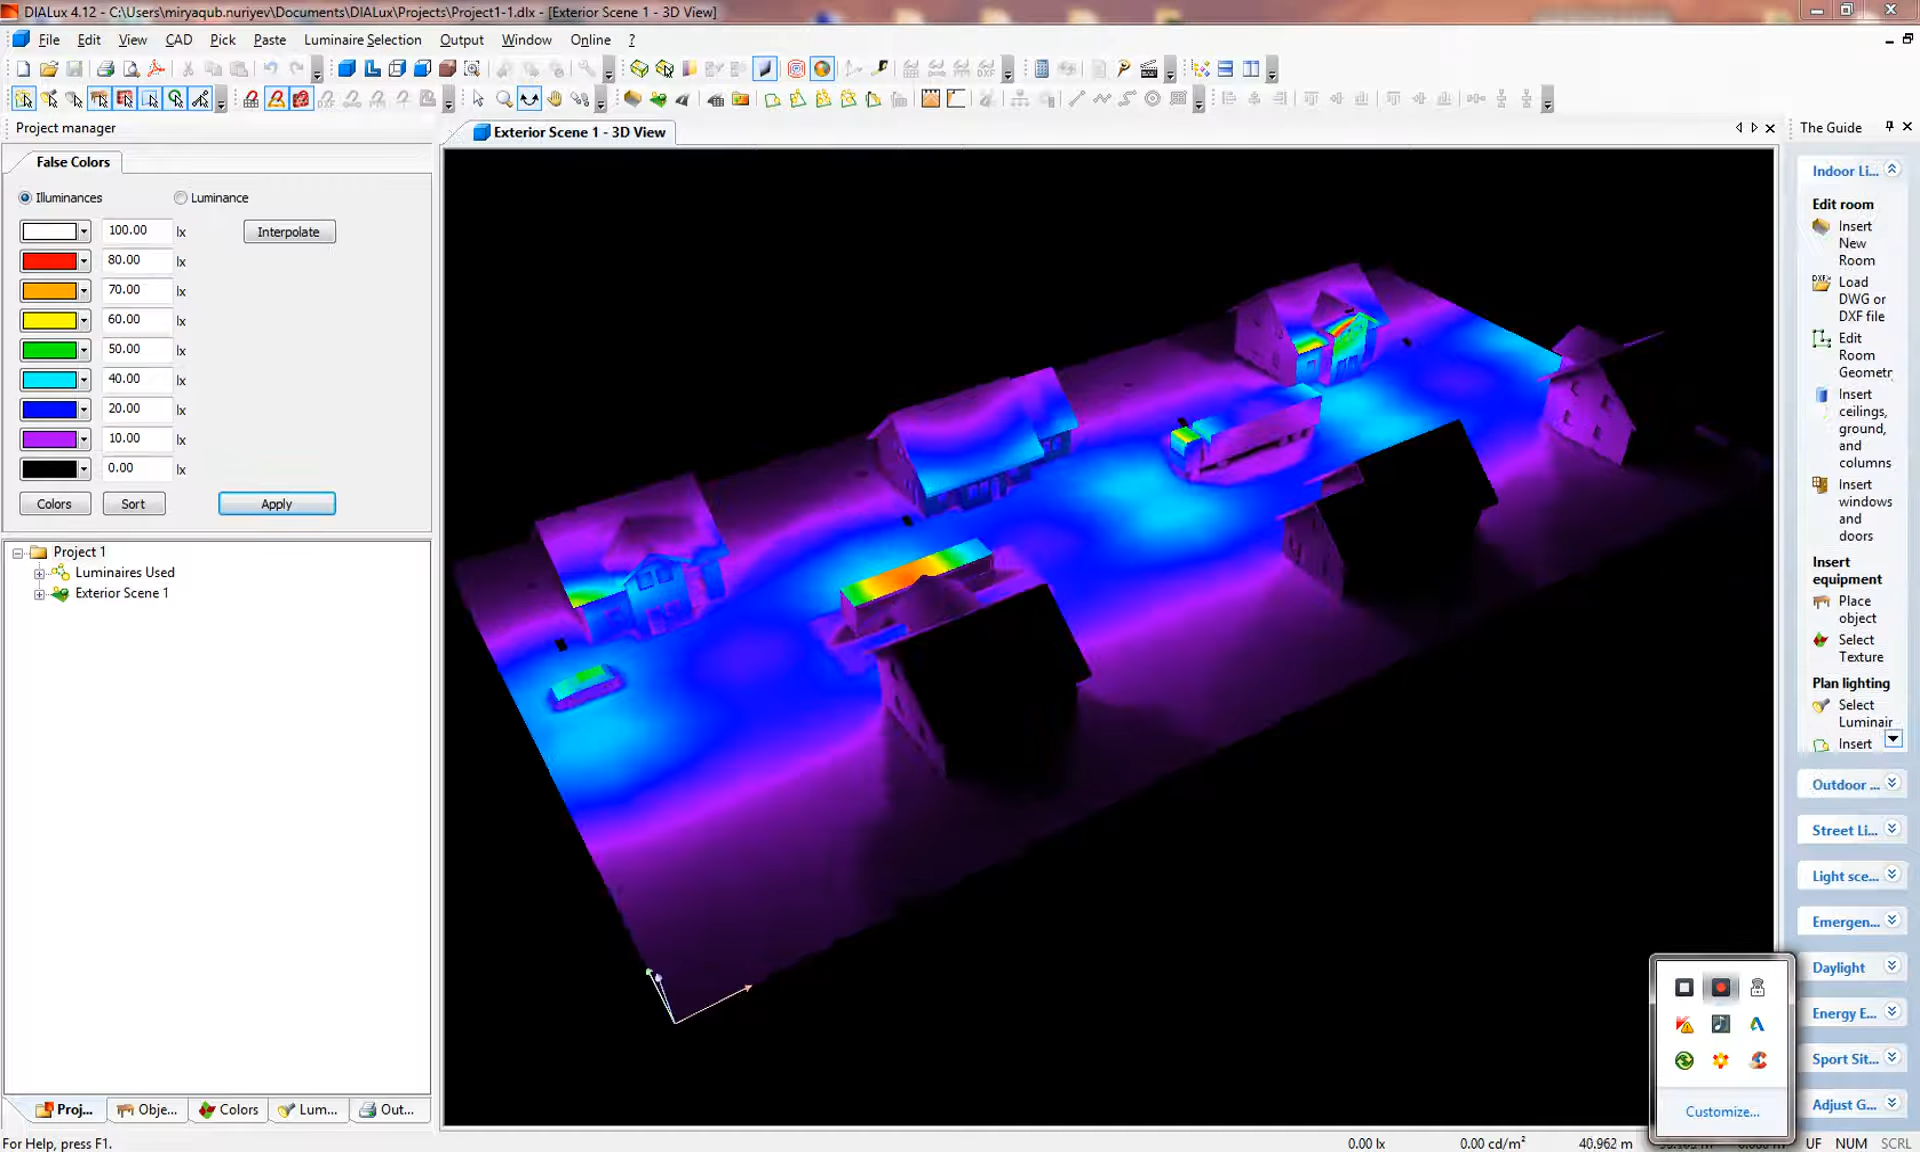 DIALux 4.12 - C:\Users\miryaqub.nuriyev\Documents\DIALux\Projects\Project1-1.dlx - [Exterior Scene 1 - 3D View]
File Edit View CAD Pick Paste Luminaire Selection Output Window Online ?
Project manager
False Colors
Illuminances Luminance
100.00 lx Interpolate
80.00 lx
70.00 lx
60.00 lx
50.00 lx
40.00 lx
20.00 lx
10.00 lx
0.00 lx
Colors Sort Apply
Project 1
Luminaires Used
Exterior Scene 1
Proj... Obje... Colors Lum... Out...
For Help, press F1.
Exterior Scene 1 - 3D View
The Guide
Indoor Li...
Edit room
Insert
New
Room
Load
DWG or
DXF file
Edit
Room
Geometr
Insert
ceilings,
ground,
and
columns
Insert
windows
and
doors
Insert
equipment
Place
object
Select
Texture
Plan lighting
Select
Luminair
Insert
Outdoor ...
Street Li...
Light sce...
Emergen...
Daylight
Energy E...
Sport Sit...
Adjust G...
Customize...
0.00 lx 0.00 cd/m² 40.962 m UF NUM SCRL